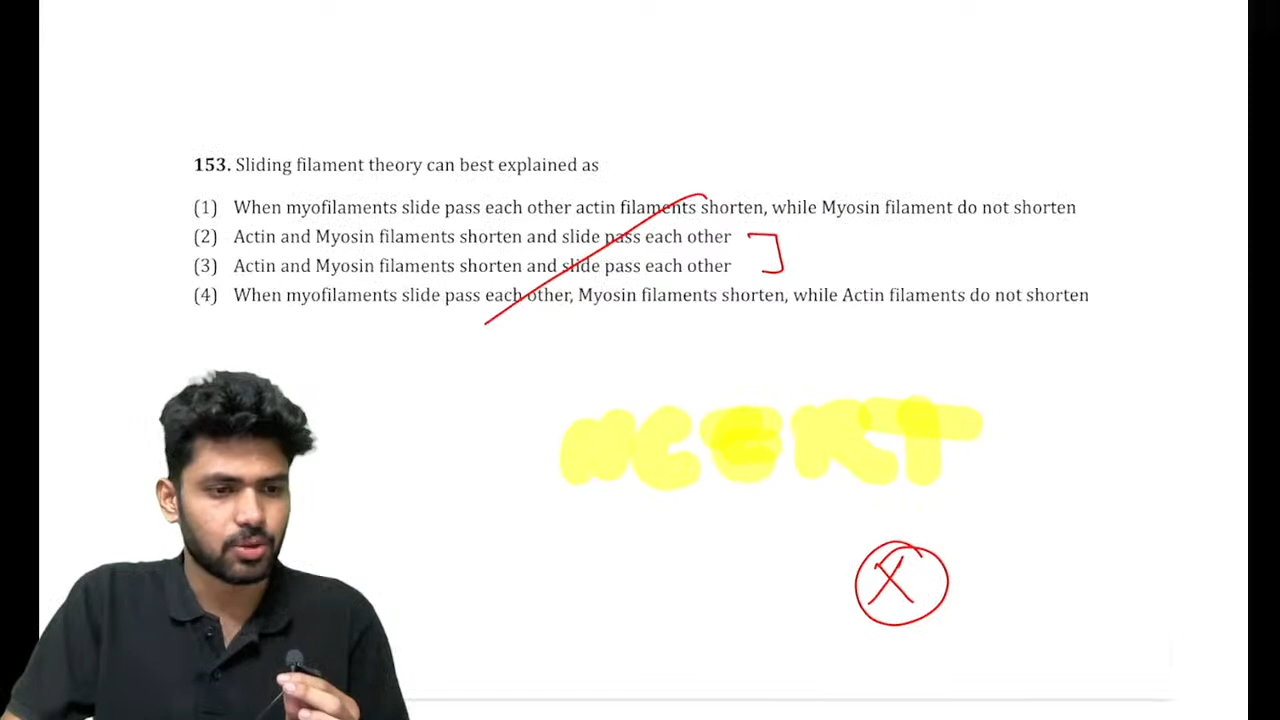 153. Sliding filament theory can best explained as
(1) When myofilaments slide pass each other actin filaments shorten, while Myosin filament do not shorten
(2) Actin and Myosin filaments shorten and slide pass each other
(3) Actin and Myosin filaments shorten and slide pass each other
(4) When myofilaments slide pass each other, Myosin filaments shorten, while Actin filaments do not shorten
NCERT
X